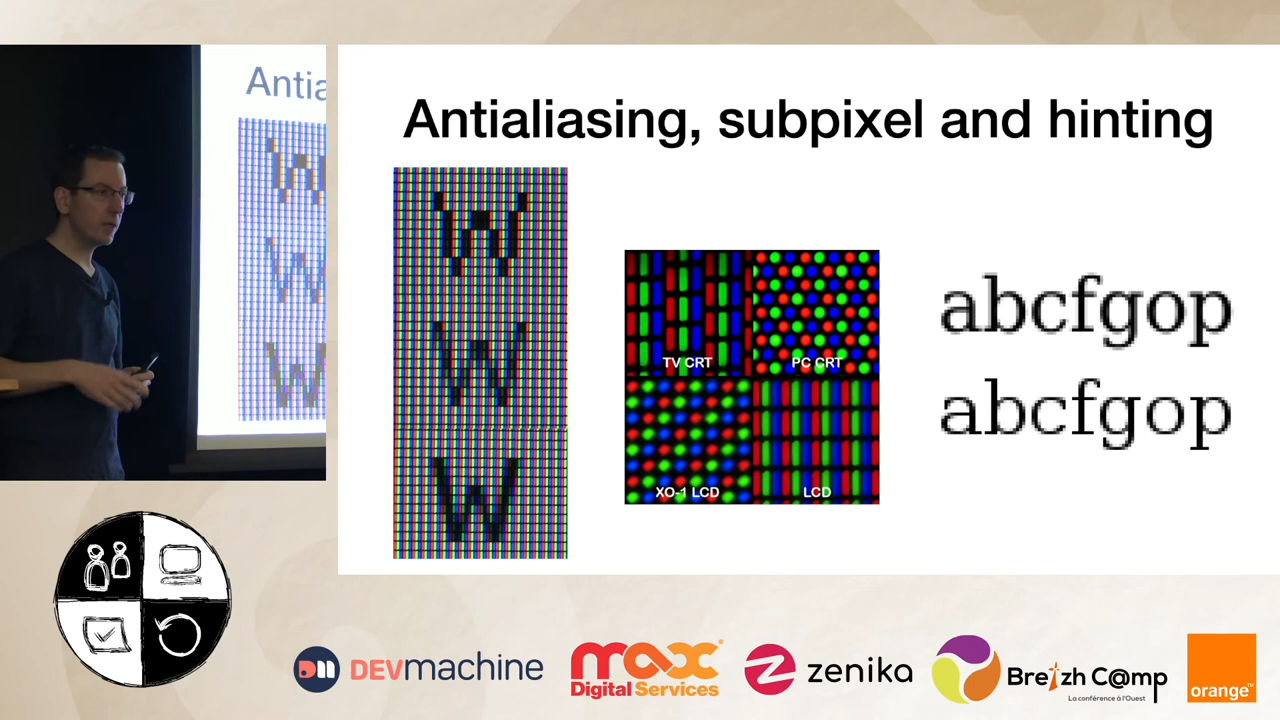 Antia
Antialiasing, subpixel and hinting
W
W
W
TV CRT
PC CRT
XO-1 LCD
LCD
abcfgop
abcfgop
DEVmachine
max
Digital Services
zenika
Breizh C@mp
La conférence à l'Ouest
orange™